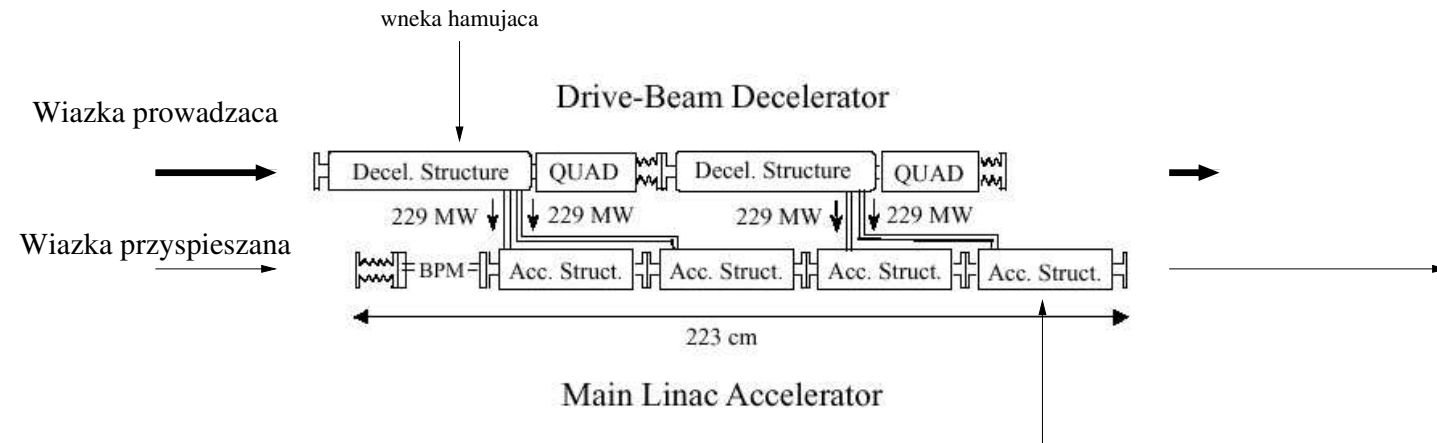 wneka hamujaca
Drive-Beam Decelerator
Wiazka prowadzaca
Decel. Structure QUAD Decel. Structure QUAD
229 MW 229 MW 229 MW 229 MW
Wiazka przyspieszana
BPM Acc. Struct. Acc. Struct. Acc. Struct. Acc. Struct.
223 cm
Main Linac Accelerator